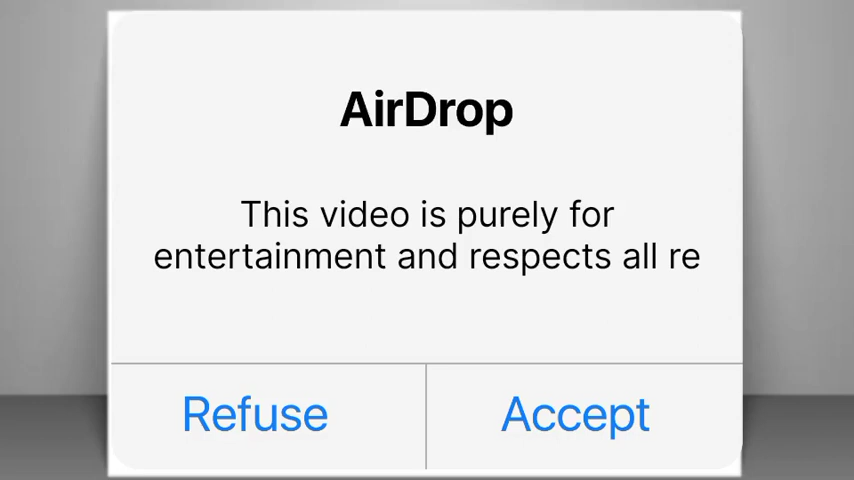 AirDrop
This video is purely for
entertainment and respects all re
Refuse
Accept